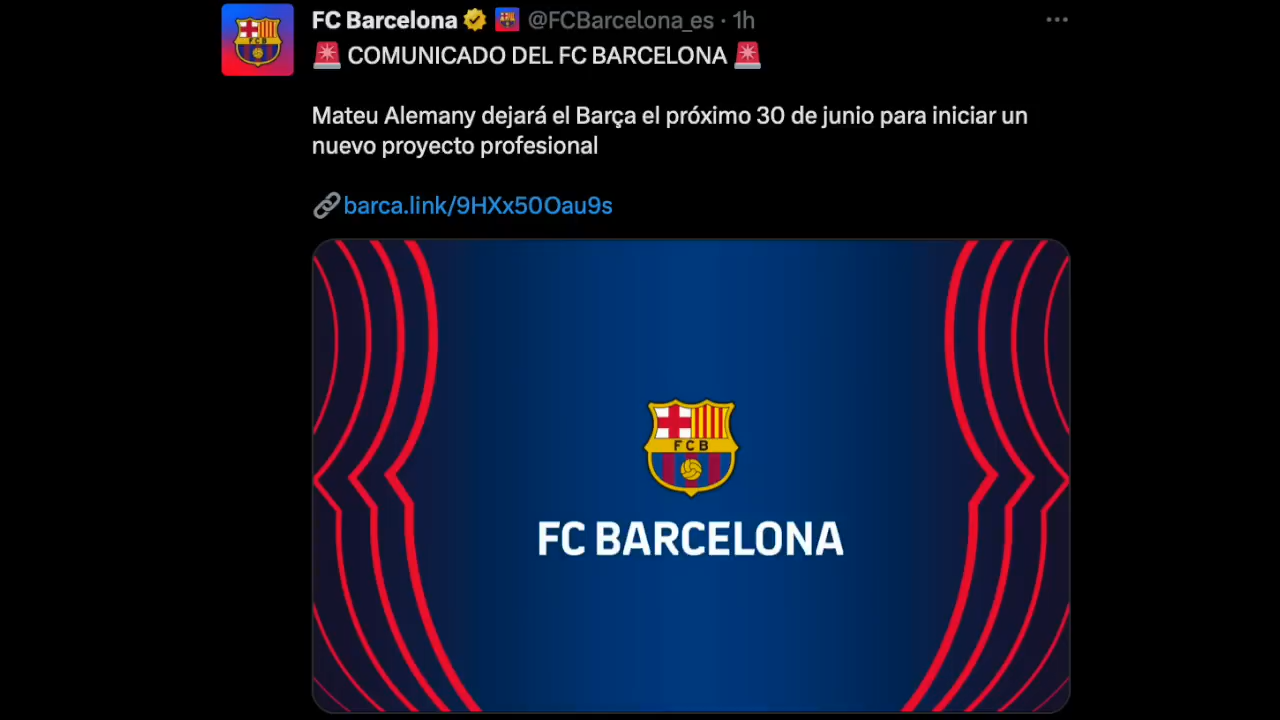 FC Barcelona @FCBarcelona_es · 1h
🚨 COMUNICADO DEL FC BARCELONA 🚨
Mateu Alemany dejará el Barça el próximo 30 de junio para iniciar un
nuevo proyecto profesional
🔗barca.link/9HXx50Oau9s
FCB
FC BARCELONA